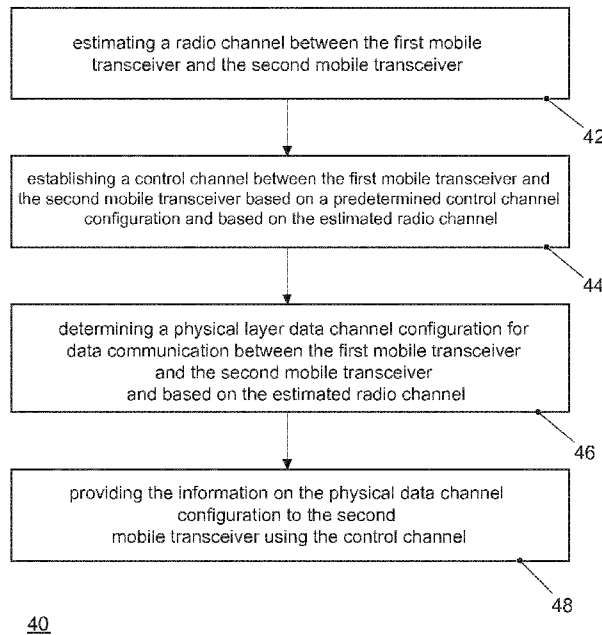 estimating a radio channel between the first mobile
transceiver and the second mobile transceiver
42
establishing a control channel between the first mobile transceiver and
the second mobile transceiver based on a predetermined control channel
configuration and based on the estimated radio channel
44
determining a physical layer data channel configuration for
data communication between the first mobile transceiver
and the second mobile transceiver
and based on the estimated radio channel
46
providing the information on the physical data channel
configuration to the second
mobile transceiver using the control channel
48
40